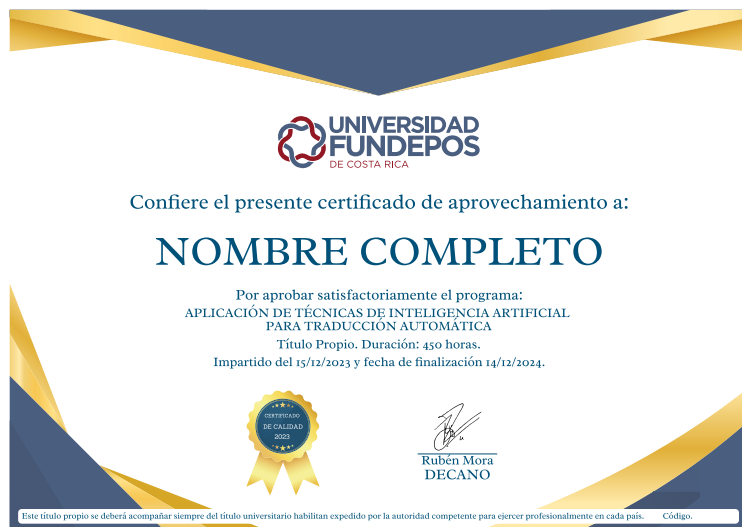 UNIVERSIDAD
FUNDEPOS
DE COSTA RICA
Confiere el presente certificado de aprovechamiento a:
NOMBRE COMPLETO
Por aprobar satisfactoriamente el programa:
APLICACIÓN DE TÉCNICAS DE INTELIGENCIA ARTIFICIAL
PARA TRADUCCIÓN AUTOMÁTICA
Título Propio. Duración: 450 horas.
Impartido del 15/12/2023 y fecha de finalización 14/12/2024.
CERTIFICADO
DE CALIDAD
2023
Rubén Mora
DECANO
Este título propio se deberá acompañar siempre del título universitario habilitan expedido por la autoridad competente para ejercer profesionalmente en cada país. Código.